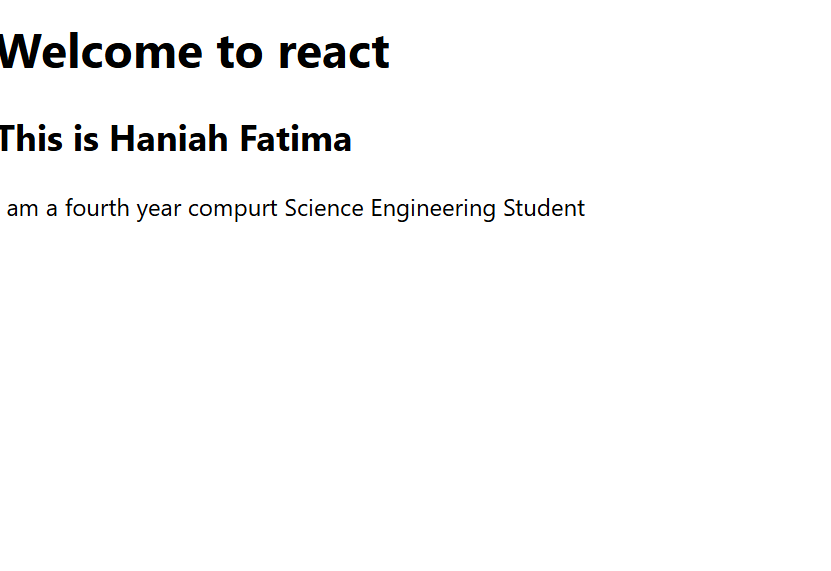 Welcome to react
This is Haniah Fatima
am a fourth year compurt Science Engineering Student